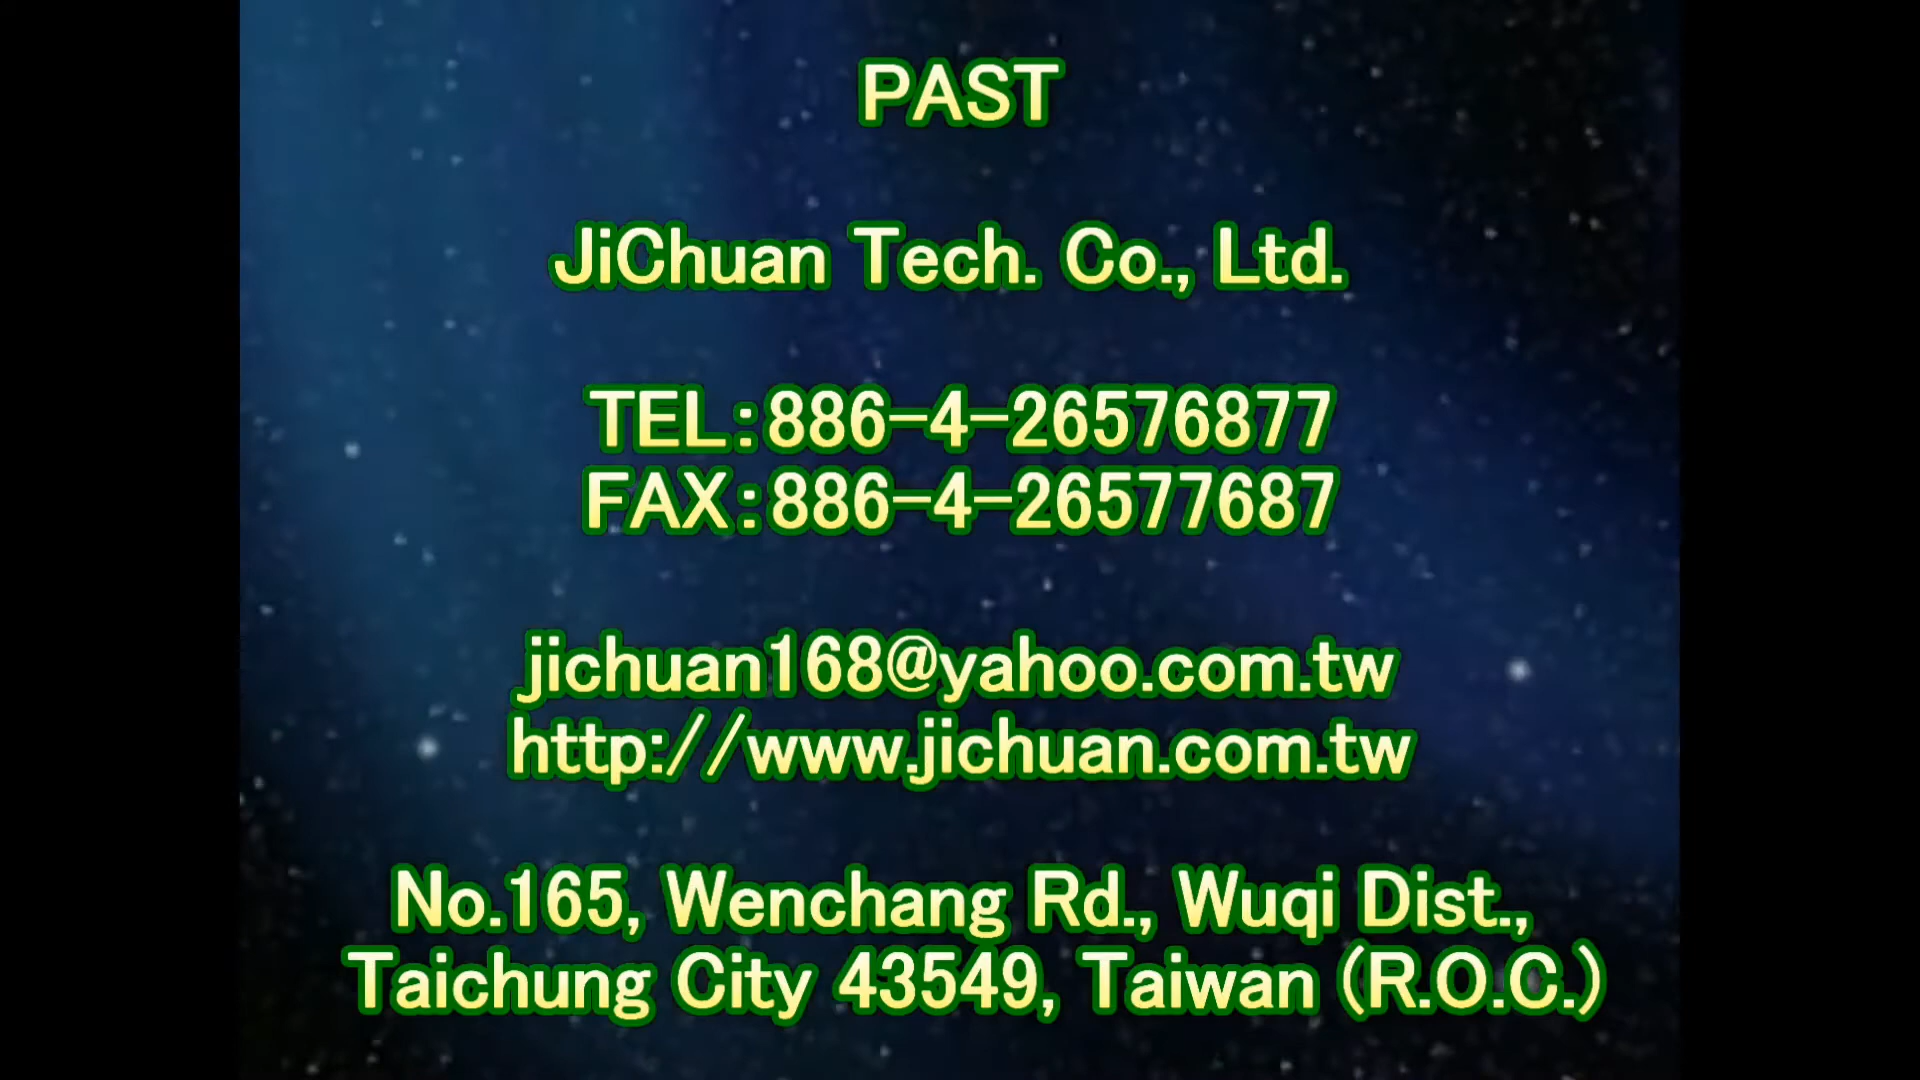 PAST
JiChuan Tech. Co., Ltd.
TEL:886-4-26576877
FAX:886-4-26577687
jichuan168@yahoo.com.tw
http://www.jichuan.com.tw
No.165, Wenchang Rd., Wuqi Dist.,
Taichung City 43549, Taiwan (R.O.C.)